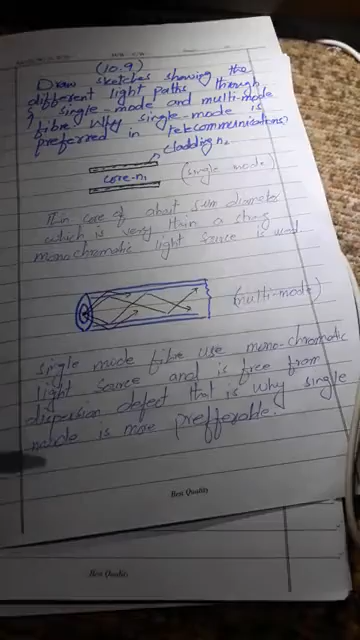 (10.9)
Draw sketches showing the
different light paths through
a single-mode and multi-mode
fibre. Why single-mode is
preferred in telecommunications?
cladding n₂
core-n₁
(single mode)
thin core of about 5um diameter
which is very thin a strong
monochromatic light source is used
(multi-mode)
single mode fibre use mono-chromatic
light source and is free from
dispersion defect that is why single
mode is more prefferable.
Best Quality
Best Quality